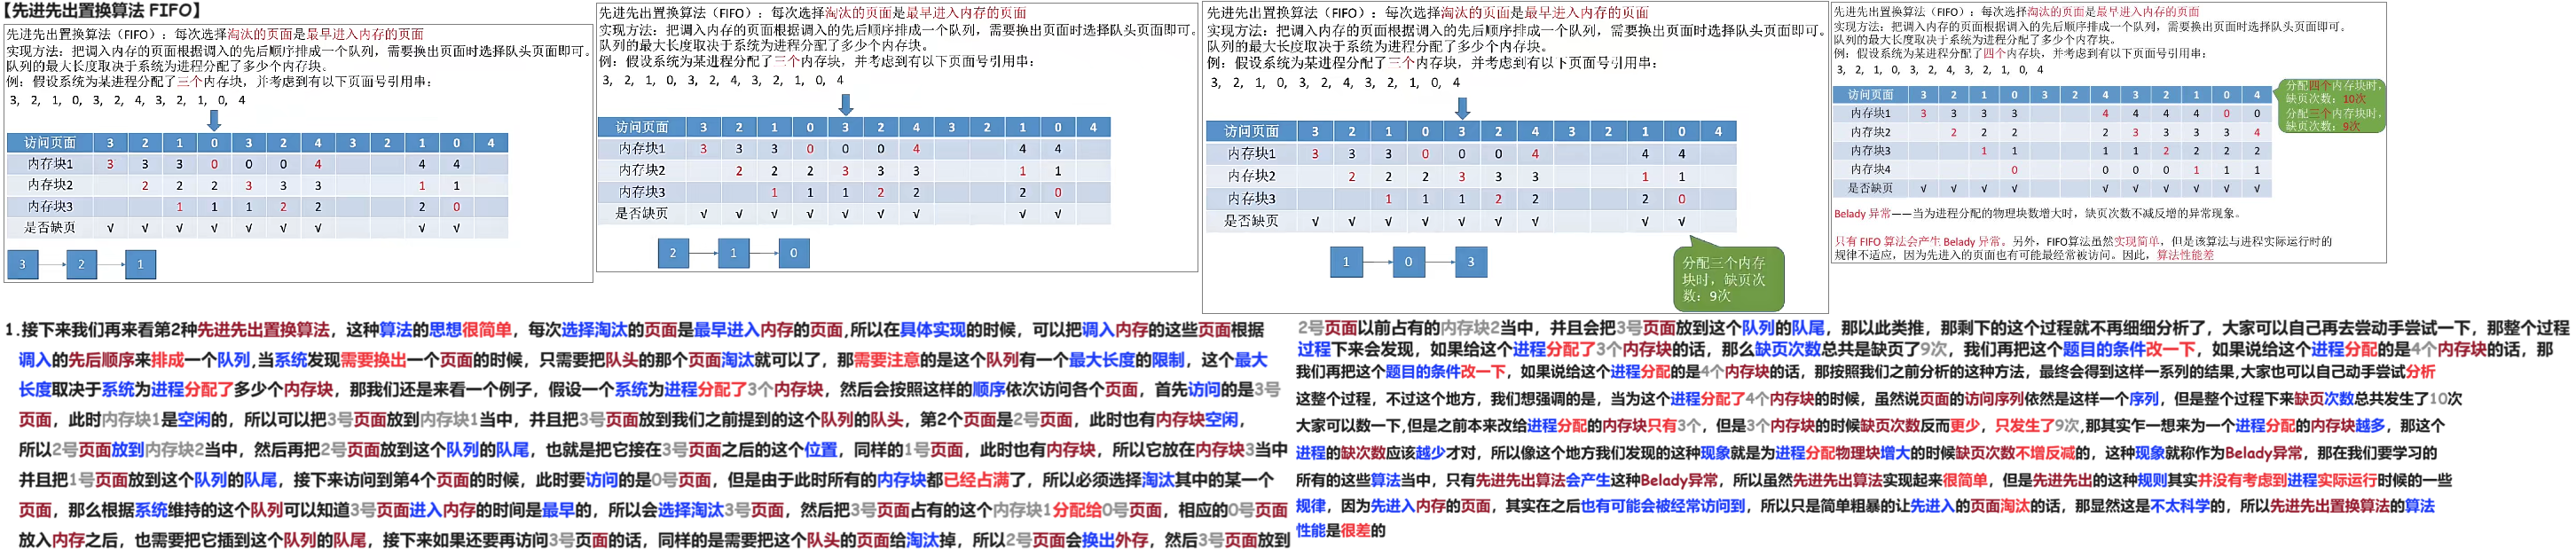 【先进先出置换算法 FIFO】
先进先出置换算法（FIFO）：每次选择淘汰的页面是最早进入内存的页面
实现方法：把调入内存的页面根据调入的先后顺序排成一个队列，需要换出页面时选择队头页面即可。
队列的最大长度取决于系统为进程分配了多少个内存块。
例：假设系统为某进程分配了三个内存块，并考虑到有以下页面号引用串：
3, 2, 1, 0, 3, 2, 4, 3, 2, 1, 0, 4
访问页面 3 2 1 0 3 2 4 3 2 1 0 4
内存块1 3 3 3 0 0 0 4 4 4
内存块2 2 2 2 3 3 3 1 1
内存块3 1 1 1 2 2 2 0
是否缺页 √ √ √ √ √ √ √ √ √
3 2 1
先进先出置换算法（FIFO）：每次选择淘汰的页面是最早进入内存的页面
实现方法：把调入内存的页面根据调入的先后顺序排成一个队列，需要换出页面时选择队头页面即可。
队列的最大长度取决于系统为进程分配了多少个内存块。
例：假设系统为某进程分配了三个内存块，并考虑到有以下页面号引用串：
3, 2, 1, 0, 3, 2, 4, 3, 2, 1, 0, 4
访问页面 3 2 1 0 3 2 4 3 2 1 0 4
内存块1 3 3 3 0 0 0 4 4 4
内存块2 2 2 2 3 3 3 1 1
内存块3 1 1 1 2 2 2 0
是否缺页 √ √ √ √ √ √ √ √ √
2 1 0
先进先出置换算法（FIFO）：每次选择淘汰的页面是最早进入内存的页面
实现方法：把调入内存的页面根据调入的先后顺序排成一个队列，需要换出页面时选择队头页面即可。
队列的最大长度取决于系统为进程分配了多少个内存块。
例：假设系统为某进程分配了三个内存块，并考虑到有以下页面号引用串：
3, 2, 1, 0, 3, 2, 4, 3, 2, 1, 0, 4
访问页面 3 2 1 0 3 2 4 3 2 1 0 4
内存块1 3 3 3 0 0 0 4 4 4
内存块2 2 2 2 3 3 3 1 1
内存块3 1 1 1 2 2 2 0
是否缺页 √ √ √ √ √ √ √ √ √
1 0 3
分配三个内存
块时，缺页次
数：9次
先进先出置换算法（FIFO）：每次选择淘汰的页面是最早进入内存的页面
实现方法：把调入内存的页面根据调入的先后顺序排成一个队列，需要换出页面时选择队头页面即可。
队列的最大长度取决于系统为进程分配了多少个内存块。
例：假设系统为某进程分配了四个内存块，并考虑到有以下页面号引用串：
3, 2, 1, 0, 3, 2, 4, 3, 2, 1, 0, 4
访问页面 3 2 1 0 3 2 4 3 2 1 0 4
内存块1 3 3 3 3 4 4 4 4 0 0
内存块2 2 2 2 2 3 3 3 3 4
内存块3 1 1 1 1 2 2 2 2
内存块4 0 0 0 0 1 1 1
是否缺页 √ √ √ √ √ √ √ √ √ √
分配四个内存块时，
缺页次数：10次
分配三个内存块时，
缺页次数：9次
Belady 异常——当为进程分配的物理块数增大时，缺页次数不减反增的异常现象。
只有 FIFO 算法会产生 Belady 异常。另外，FIFO算法虽然实现简单，但是该算法与进程实际运行时的
规律不适应，因为先进入的页面也有可能最经常被访问。因此，算法性能差
1.接下来我们再来看第2种先进先出置换算法，这种算法的思想很简单，每次选择淘汰的页面是最早进入内存的页面,所以在具体实现的时候，可以把调入内存的这些页面根据
调入的先后顺序来排成一个队列,当系统发现需要换出一个页面的时候，只需要把队头的那个页面淘汰就可以了，那需要注意的是这个队列有一个最大长度的限制，这个最大
长度取决于系统为进程分配了多少个内存块，那我们还是来看一个例子，假设一个系统为进程分配了3个内存块，然后会按照这样的顺序依次访问各个页面，首先访问的是3号
页面，此时内存块1是空闲的，所以可以把3号页面放到内存块1当中，并且把3号页面放到我们之前提到的这个队列的队头，第2个页面是2号页面，此时也有内存块空闲，
所以2号页面放到内存块2当中，然后再把2号页面放到这个队列的队尾，也就是把它接在3号页面之后的这个位置，同样的1号页面，此时也有内存块，所以它放在内存块3当中
并且把1号页面放到这个队列的队尾，接下来访问到第4个页面的时候，此时要访问的是0号页面，但是由于此时所有的内存块都已经占满了，所以必须选择淘汰其中的某一个
页面，那么根据系统维持的这个队列可以知道3号页面进入内存的时间是最早的，所以会选择淘汰3号页面，然后把3号页面占有的这个内存块1分配给0号页面，相应的0号页面
放入内存之后，也需要把它插到这个队列的队尾，接下来如果还要再访问3号页面的话，同样的是需要把这个队头的页面给淘汰掉，所以2号页面会换出外存，然后3号页面放到
2号页面以前占有的内存块2当中，并且会把3号页面放到这个队列的队尾，那以此类推，那剩下的这个过程就不再细细分析了，大家可以自己再去尝动手尝试一下，那整个过程
过程下来会发现，如果给这个进程分配了3个内存块的话，那么缺页次数总共是缺页了9次，我们再把这个题目的条件改一下，如果说给这个进程分配的是4个内存块的话，那
我们再把这个题目的条件改一下，如果说给这个进程分配的是4个内存块的话，那按照我们之前分析的这种方法，最终会得到这样一系列的结果,大家也可以自己动手尝试分析
这整个过程，不过这个地方，我们想强调的是，当为这个进程分配了4个内存块的时候，虽然说页面的访问序列依然是这样一个序列，但是整个过程下来缺页次数总共发生了10次
大家可以数一下,但是之前本来改给进程分配的内存块只有3个，但是3个内存块的时候缺页次数反而更少，只发生了9次,那其实乍一想来为一个进程分配的内存块越多，那这个
进程的缺次数应该越少才对，所以像这个地方我们发现的这种现象就是为进程分配物理块增大的时候缺页次数不增反减的，这种现象就称作为Belady异常，那在我们要学习的
所有的这些算法当中，只有先进先出算法会产生这种Belady异常，所以虽然先进先出算法实现起来很简单，但是先进先出的这种规则其实并没有考虑到进程实际运行时候的一些
规律，因为先进入内存的页面，其实在之后也有可能会被经常访问到，所以只是简单粗暴的让先进入的页面淘汰的话，那显然这是不太科学的，所以先进先出置换算法的算法
性能是很差的